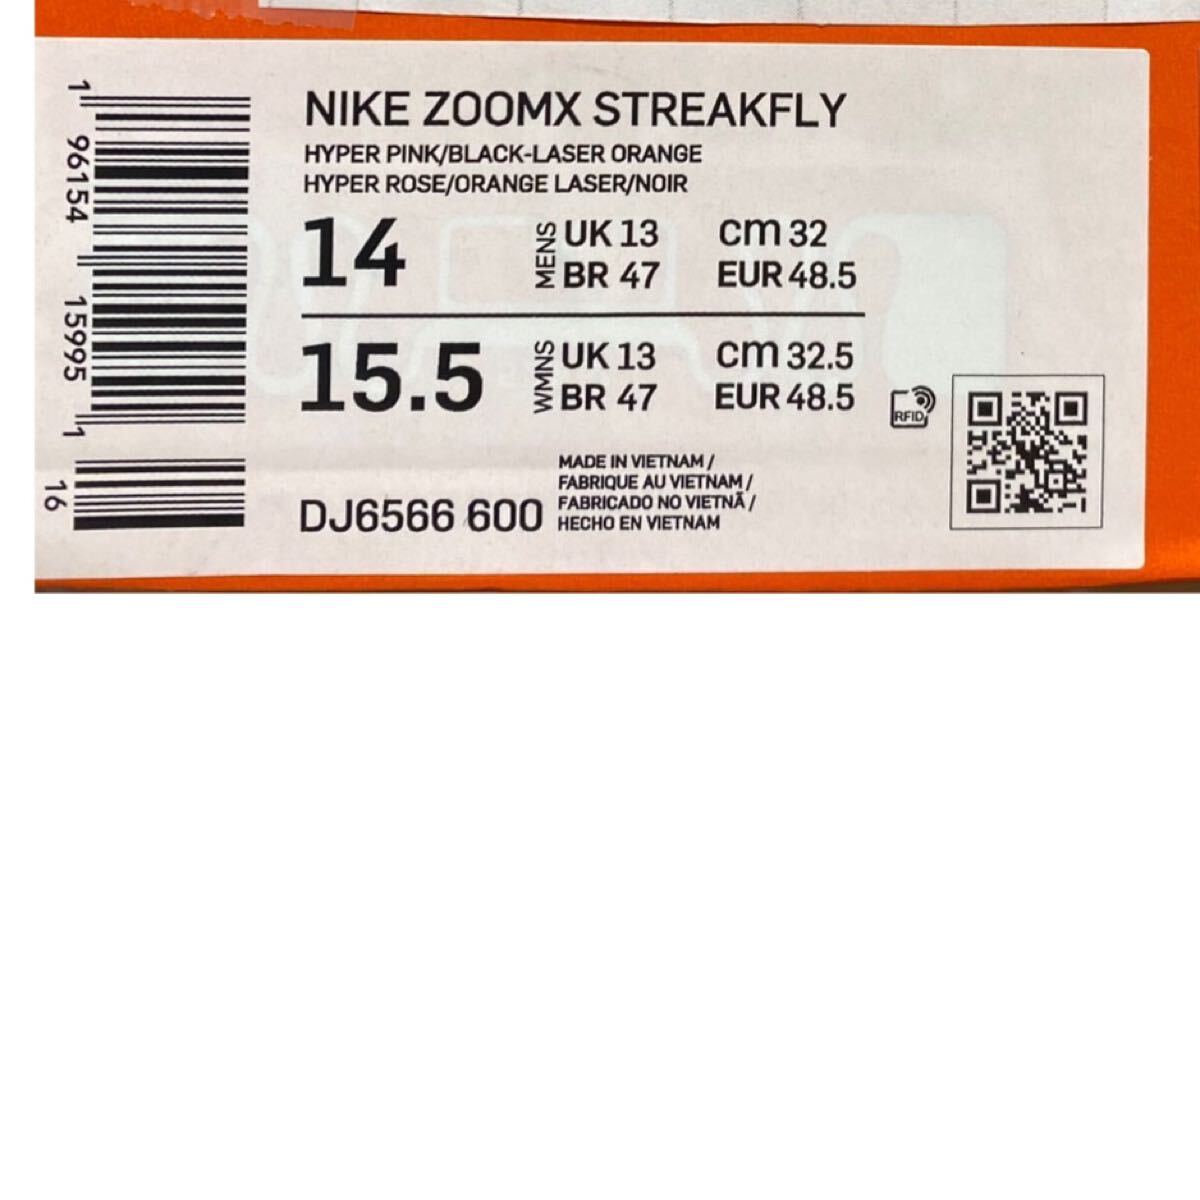 NIKE ZOOMX STREAKFLY
HYPER PINK/BLACK-LASER ORANGE
HYPER ROSE/ORANGE LASER/NOIR
14 MENS UK 13 cm 32
BR 47 EUR 48.5
15.5 WMNS UK 13 cm 32.5
BR 47 EUR 48.5
RFID
MADE IN VIETNAM /
FABRIQUE AU VIETNAM /
FABRICADO NO VIETNÃ /
HECHO EN VIETNAM
DJ6566 600
1 96154 15995 1
16